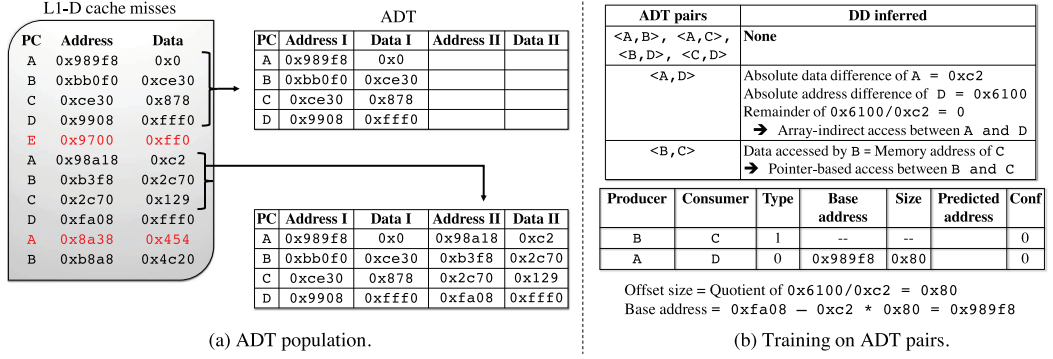 L1-D cache misses
PC Address Data
A 0x989f8 0x0
B 0xbb0f0 0xce30
C 0xce30 0x878
D 0x9908 0xfff0
E 0x9700 0xff0
A 0x98a18 0xc2
B 0xb3f8 0x2c70
C 0x2c70 0x129
D 0xfa08 0xfff0
A 0x8a38 0x454
B 0xb8a8 0x4c20
ADT
PC Address I Data I Address II Data II
A 0x989f8 0x0
B 0xbb0f0 0xce30
C 0xce30 0x878
D 0x9908 0xfff0
PC Address I Data I Address II Data II
A 0x989f8 0x0 0x98a18 0xc2
B 0xbb0f0 0xce30 0xb3f8 0x2c70
C 0xce30 0x878 0x2c70 0x129
D 0x9908 0xfff0 0xfa08 0xfff0
(a) ADT population.
ADT pairs DD inferred
<A,B>, <A,C>, None
<B,D>, <C,D>
<A,D> Absolute data difference of A = 0xc2
Absolute address difference of D = 0x6100
Remainder of 0x6100/0xc2 = 0
➔ Array-indirect access between A and D
<B,C> Data accessed by B = Memory address of C
➔ Pointer-based access between B and C
Producer Consumer Type Base Size Predicted Conf
address address
B C 1 -- -- 0
A D 0 0x989f8 0x80 0
Offset size = Quotient of 0x6100/0xc2 = 0x80
Base address = 0xfa08 – 0xc2 * 0x80 = 0x989f8
(b) Training on ADT pairs.